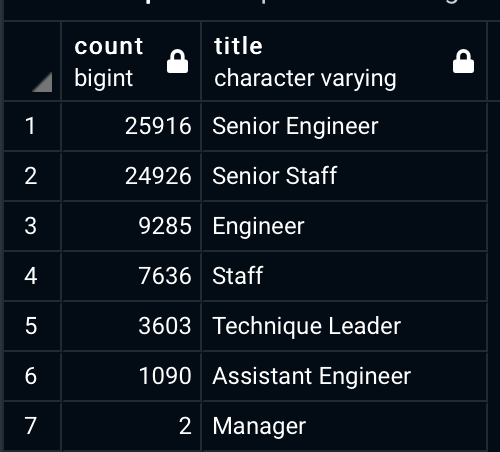 count title
bigint character varying
1 25916 Senior Engineer
2 24926 Senior Staff
3 9285 Engineer
4 7636 Staff
5 3603 Technique Leader
6 1090 Assistant Engineer
7 2 Manager